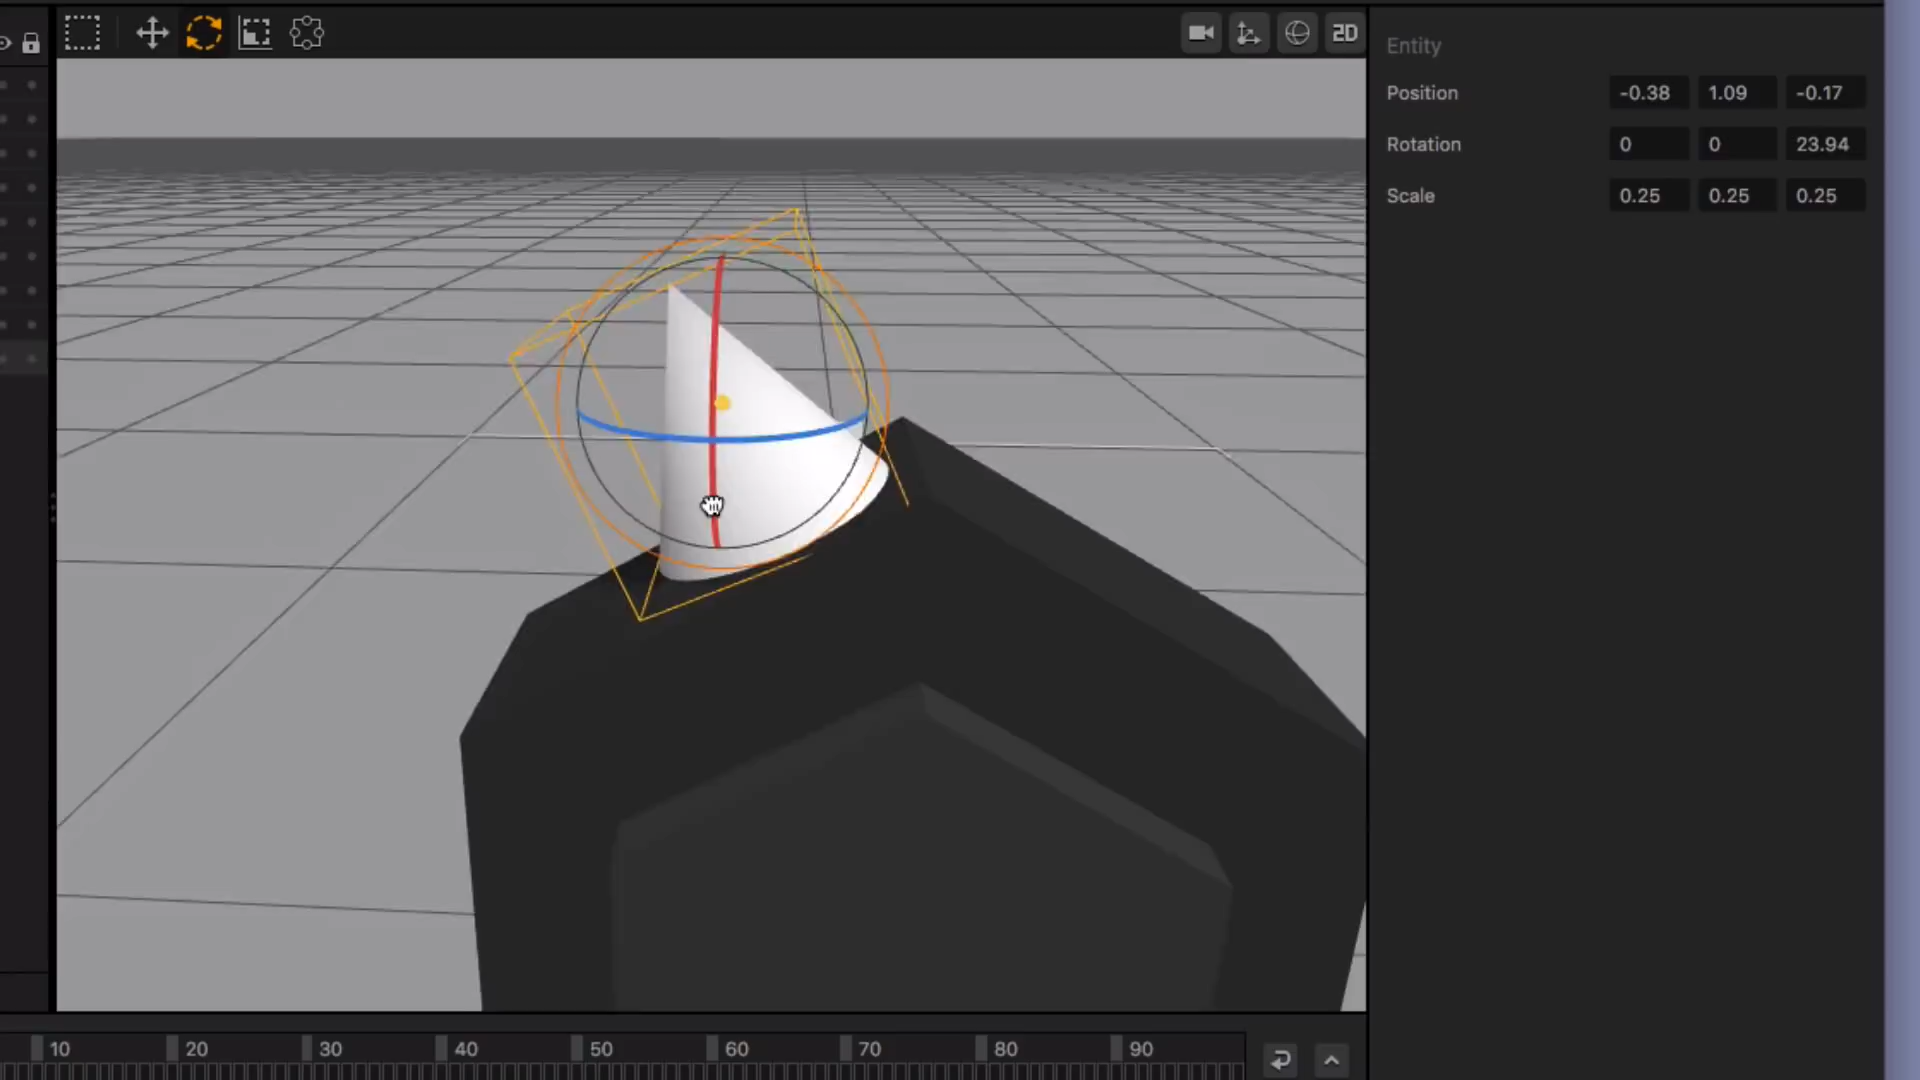 2D
Entity
Position -0.38 1.09 -0.17
Rotation 0 0 23.94
Scale 0.25 0.25 0.25
10 20 30 40 50 60 70 80 90